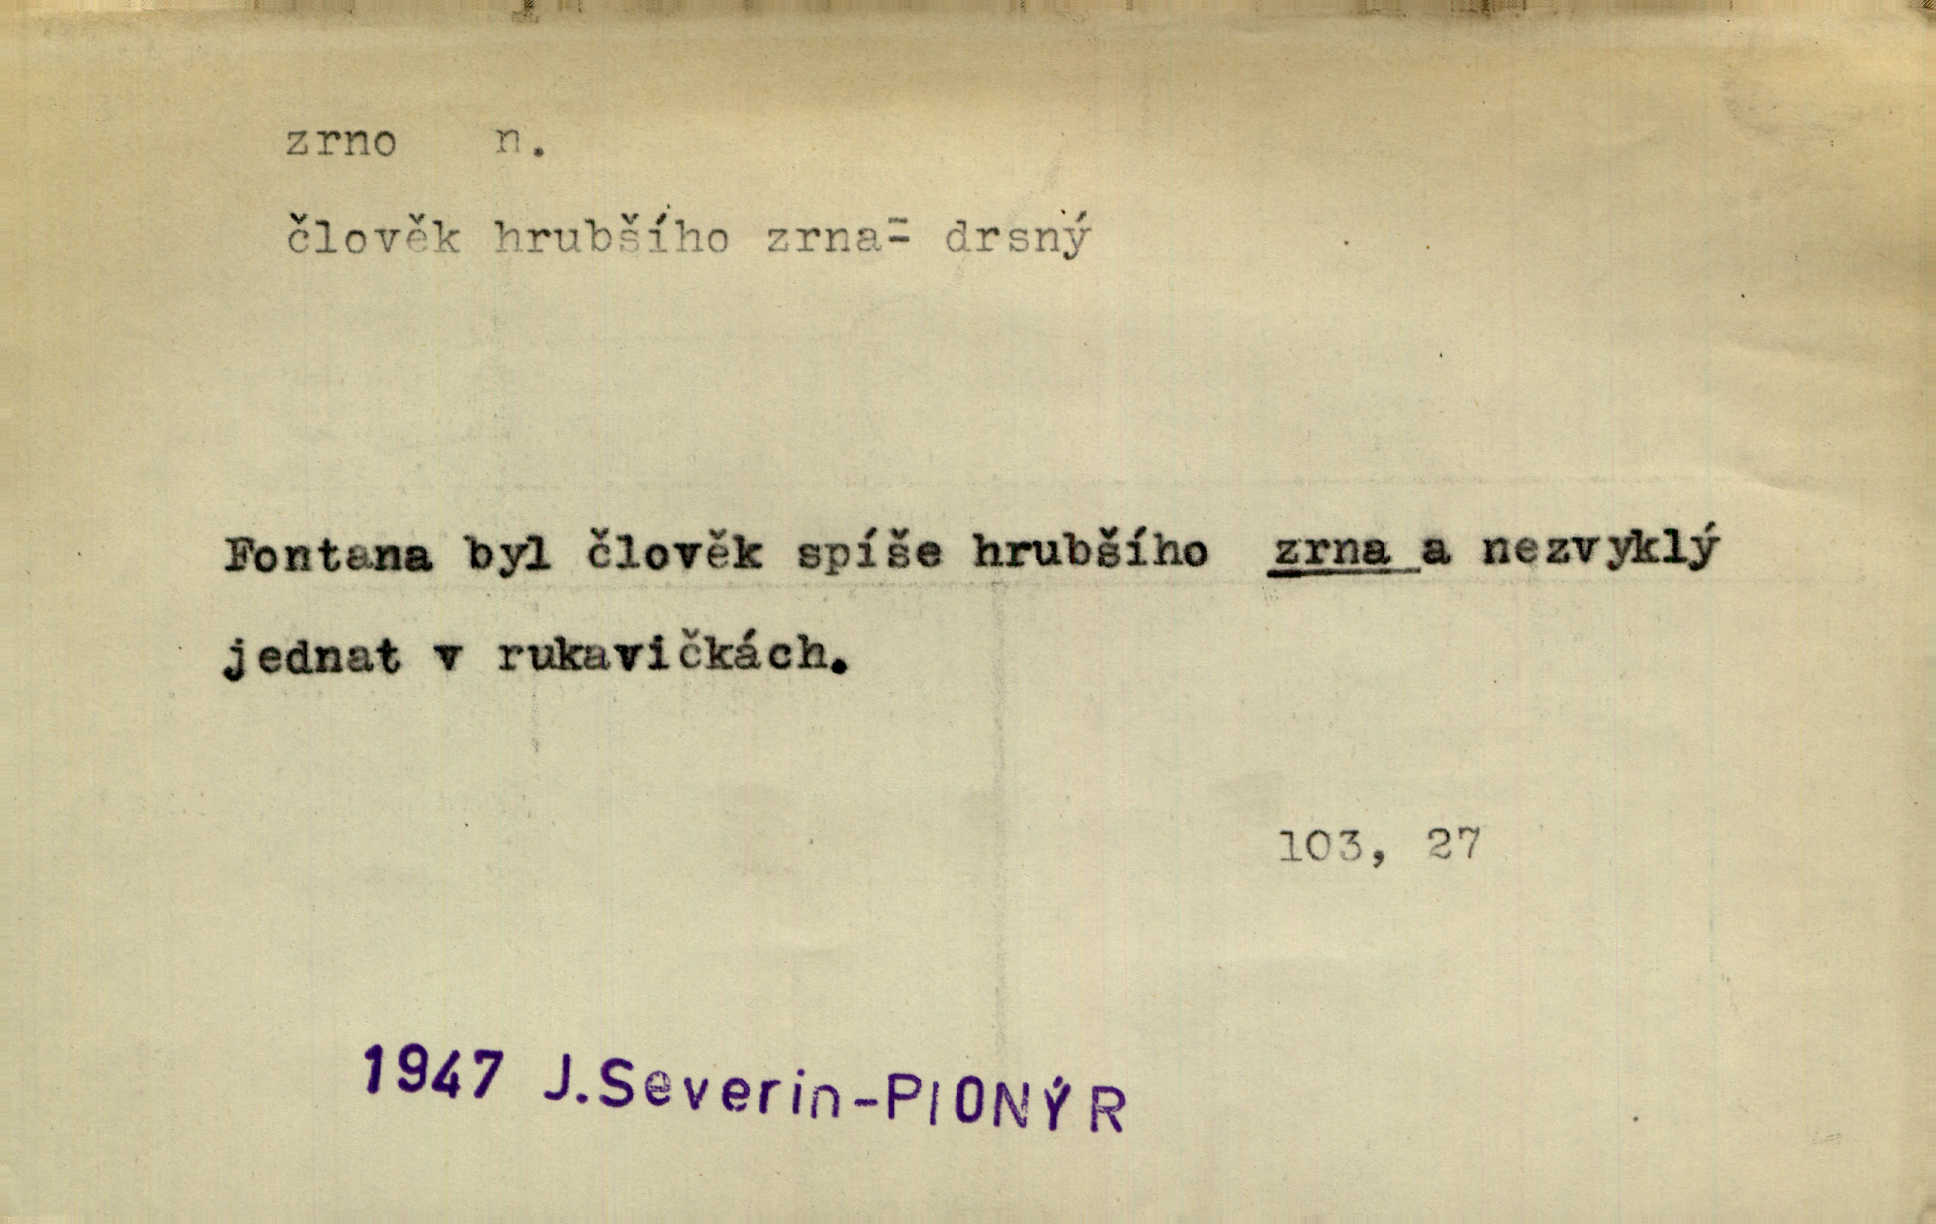 zrno n.
člověk hrubšího zrna= drsný
Fontana byl člověk spíše hrubšího zrna a nezvyklý
jednat v rukavičkách.
103, 27
1947 J.Severin-PIONÝR